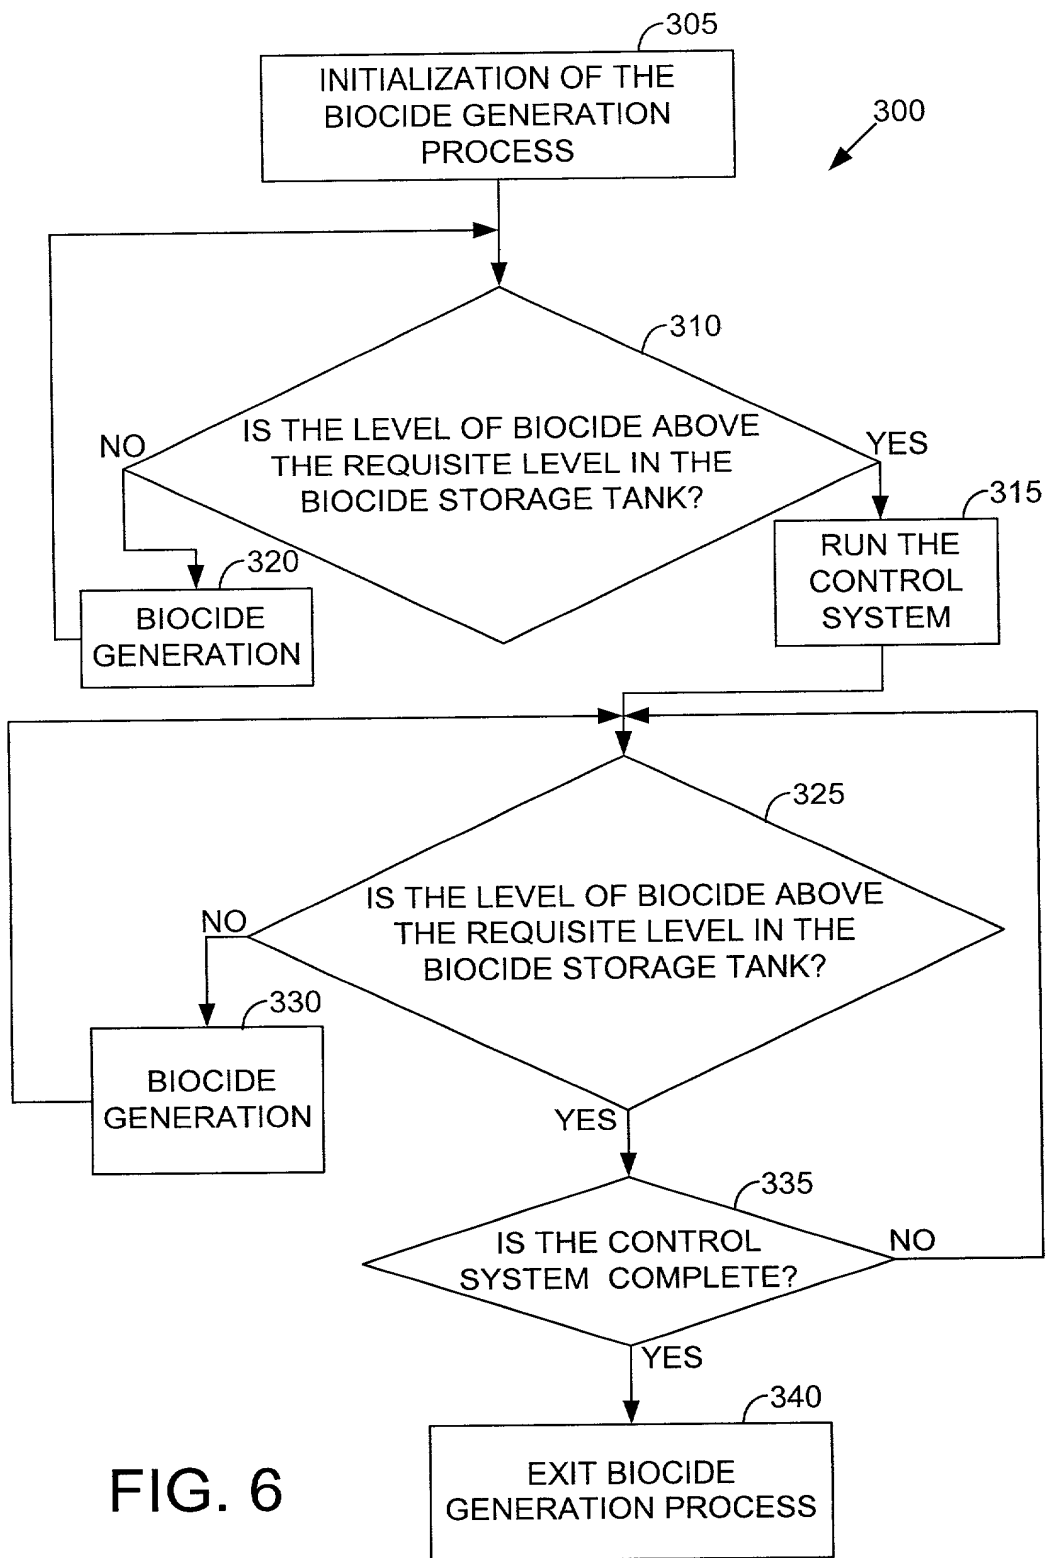 305
INITIALIZATION OF THE
BIOCIDE GENERATION
PROCESS
300
310
IS THE LEVEL OF BIOCIDE ABOVE
THE REQUISITE LEVEL IN THE
BIOCIDE STORAGE TANK?
NO
YES
315
RUN THE
CONTROL
SYSTEM
320
BIOCIDE
GENERATION
325
IS THE LEVEL OF BIOCIDE ABOVE
THE REQUISITE LEVEL IN THE
BIOCIDE STORAGE TANK?
NO
330
BIOCIDE
GENERATION
YES
335
IS THE CONTROL
SYSTEM COMPLETE?
NO
YES
340
EXIT BIOCIDE
GENERATION PROCESS
FIG. 6